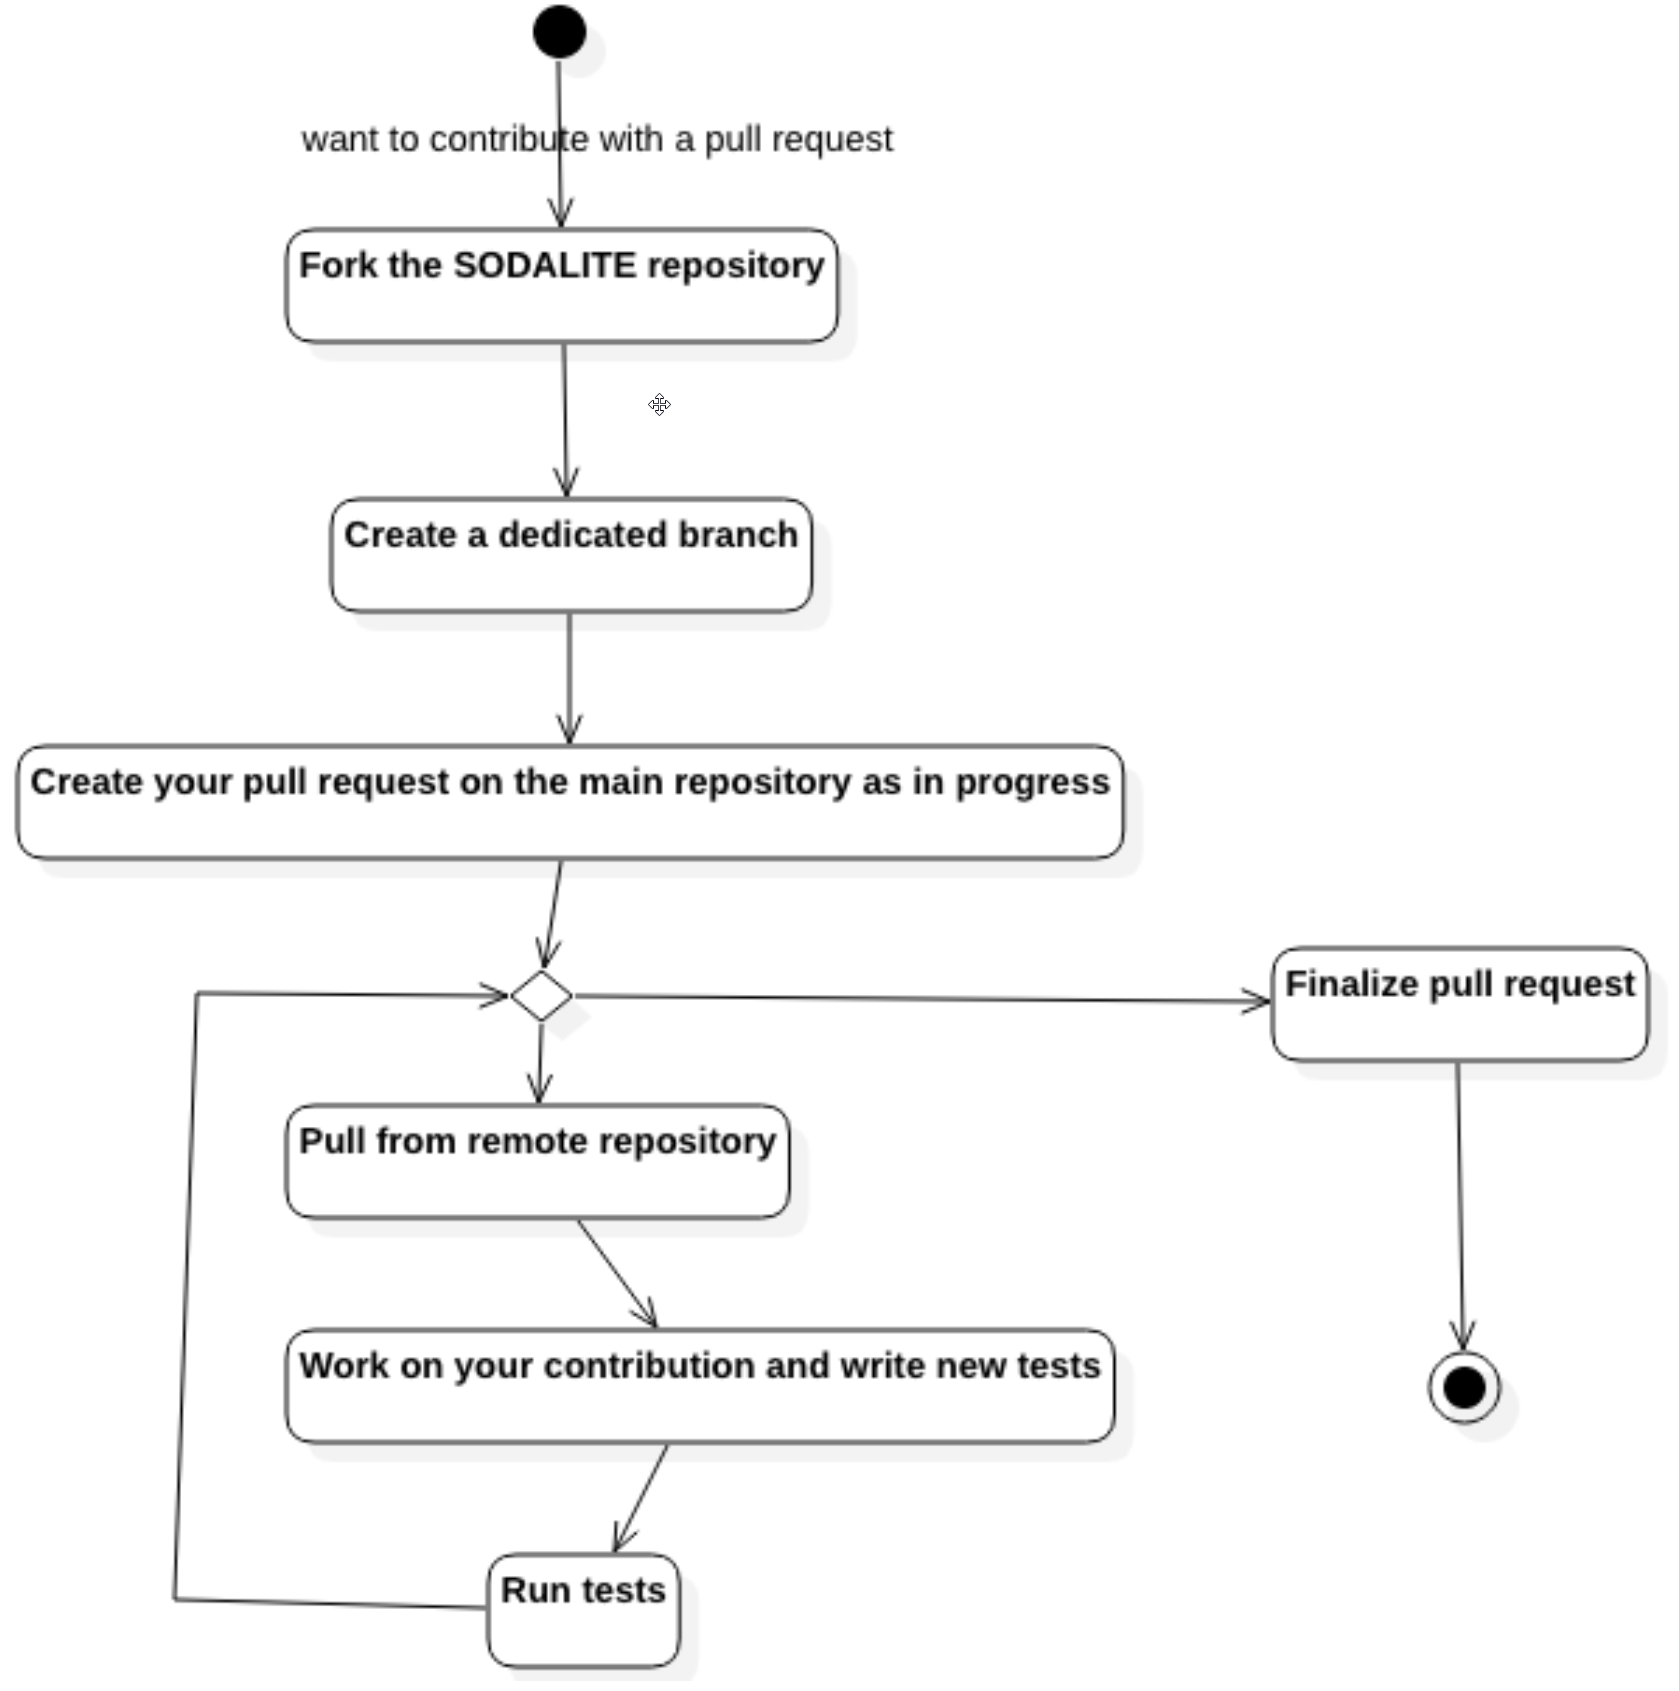 want to contribute with a pull request
Fork the SODALITE repository
Create a dedicated branch
Create your pull request on the main repository as in progress
Finalize pull request
Pull from remote repository
Work on your contribution and write new tests
Run tests